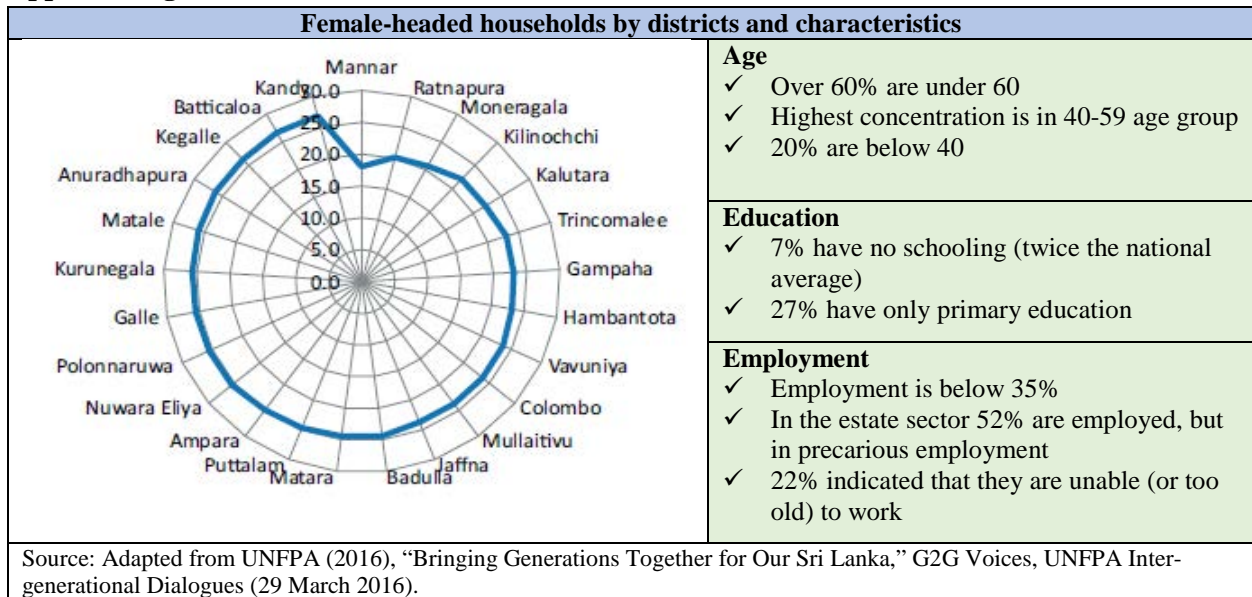 Female-headed households by districts and characteristics
Mannar
Ratnapura
Moneragala
Kilinochchi
Kalutara
Trincomalee
Gampaha
Hambantota
Vavuniya
Colombo
Mullaitivu
Jaffna
Badulla
Matara
Puttalam
Ampara
Nuwara Eliya
Polonnaruwa
Galle
Kurunegala
Matale
Anuradhapura
Kegalle
Batticaloa
Kandy
30.0
25.0
20.0
15.0
10.0
5.0
0.0
Age
✓ Over 60% are under 60
✓ Highest concentration is in 40-59 age group
✓ 20% are below 40
Education
✓ 7% have no schooling (twice the national
average)
✓ 27% have only primary education
Employment
✓ Employment is below 35%
✓ In the estate sector 52% are employed, but
in precarious employment
✓ 22% indicated that they are unable (or too
old) to work
Source: Adapted from UNFPA (2016), “Bringing Generations Together for Our Sri Lanka,” G2G Voices, UNFPA Inter-
generational Dialogues (29 March 2016).